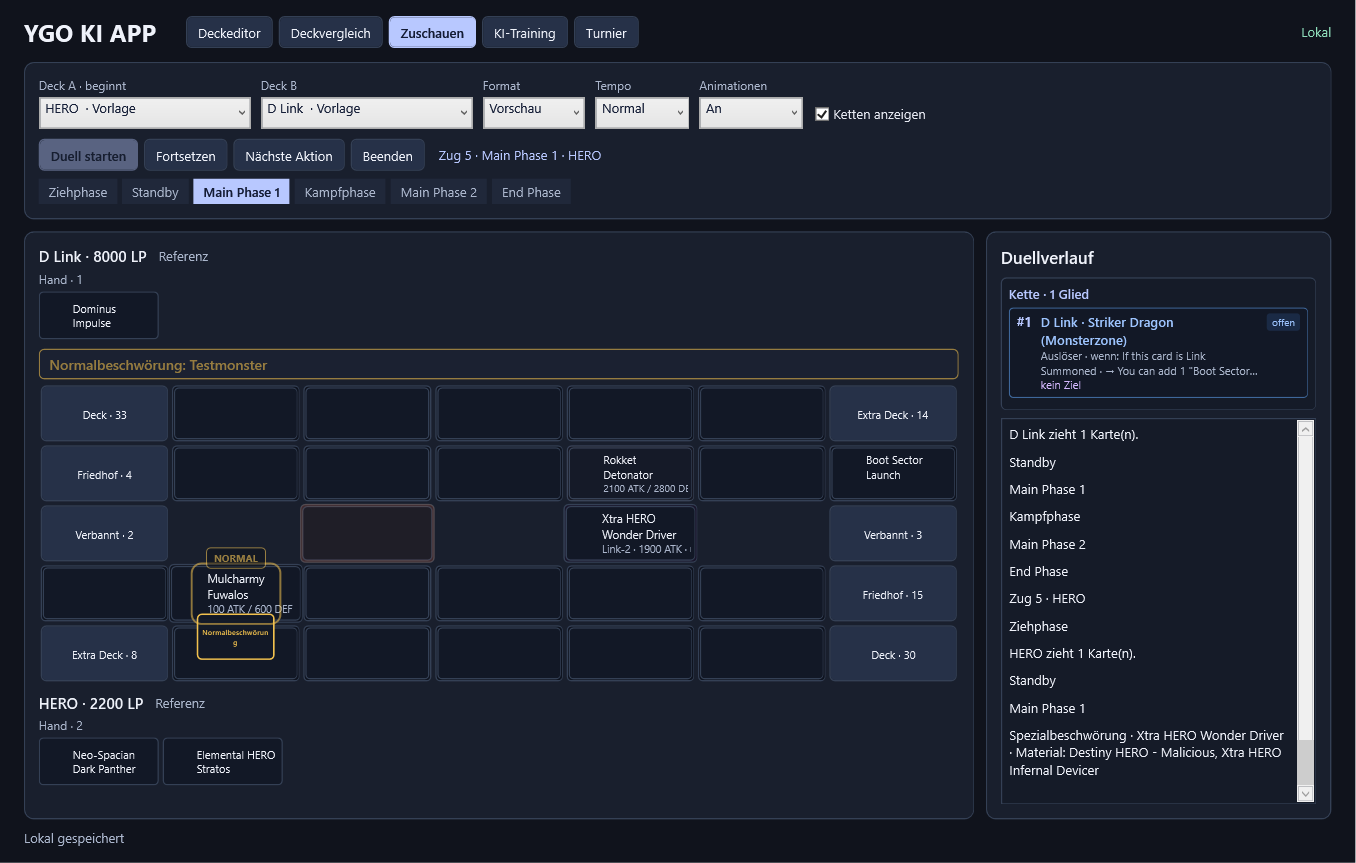 YGO KI APP
Deckeditor
Deckvergleich
Zuschauen
KI-Training
Turnier
Lokal
Deck A · beginnt
Deck B
Format
Tempo
Animationen
HERO · Vorlage
D Link · Vorlage
Vorschau
Normal
An
Ketten anzeigen
Duell starten
Fortsetzen
Nächste Aktion
Beenden
Zug 5 · Main Phase 1 · HERO
Ziehphase
Standby
Main Phase 1
Kampfphase
Main Phase 2
End Phase
D Link · 8000 LP
Referenz
Hand · 1
Dominus
Impulse
Normalbeschwörung: Testmonster
Deck · 33
Extra Deck · 14
Friedhof · 4
Rokket
Detonator
2100 ATK / 2800 DE
Boot Sector
Launch
Verbannt · 2
Xtra HERO
Wonder Driver
Link-2 · 1900 ATK ·
Verbannt · 3
NORMAL
Mulcharmy
Fuwalos
100 ATK / 600 DEF
Friedhof · 15
Normalbeschwörun
g
Extra Deck · 8
Deck · 30
HERO · 2200 LP
Referenz
Hand · 2
Neo-Spacian
Dark Panther
Elemental HERO
Stratos
Duellverlauf
Kette · 1 Glied
#1 D Link · Striker Dragon
(Monsterzone)
offen
Auslöser · wenn: If this card is Link
Summoned · → You can add 1 "Boot Sector...
kein Ziel
D Link zieht 1 Karte(n).
Standby
Main Phase 1
Kampfphase
Main Phase 2
End Phase
Zug 5 · HERO
Ziehphase
HERO zieht 1 Karte(n).
Standby
Main Phase 1
Spezialbeschwörung · Xtra HERO Wonder Driver
· Material: Destiny HERO - Malicious, Xtra HERO
Infernal Devicer
Lokal gespeichert